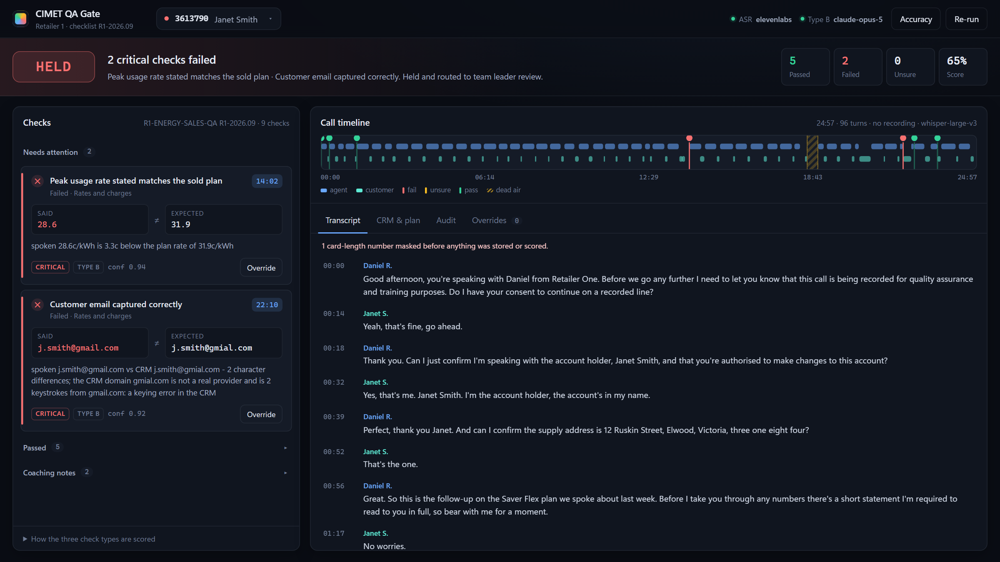 CIMET QA Gate
Retailer 1 · checklist R1-2026.09
3613790 Janet Smith
ASR elevenlabs
Type B claude-opus-5
Accuracy
Re-run
HELD
2 critical checks failed
Peak usage rate stated matches the sold plan · Customer email captured correctly. Held and routed to team leader review.
5
Passed
2
Failed
0
Unsure
65%
Score
Checks
R1-ENERGY-SALES-QA R1-2026.09 · 9 checks
Needs attention 2
Peak usage rate stated matches the sold plan
14:02
Failed · Rates and charges
SAID
28.6
≠
EXPECTED
31.9
spoken 28.6c/kWh is 3.3c below the plan rate of 31.9c/kWh
CRITICAL
TYPE B
conf 0.94
Override
Customer email captured correctly
22:10
Failed · Rates and charges
SAID
j.smith@gmail.com
≠
EXPECTED
j.smith@gmial.com
spoken j.smith@gmail.com vs CRM j.smith@gmial.com - 2 character
differences; the CRM domain gmial.com is not a real provider and is 2
keystrokes from gmail.com: a keying error in the CRM
CRITICAL
TYPE B
conf 0.92
Override
Passed 5
Coaching notes 2
How the three check types are scored
Call timeline
24:57 · 96 turns · no recording · whisper-large-v3
00:00
06:14
12:29
18:43
24:57
agent
customer
fail
unsure
pass
dead air
Transcript
CRM & plan
Audit
Overrides 0
1 card-length number masked before anything was stored or scored.
00:00 Daniel R.
Good afternoon, you're speaking with Daniel from Retailer One. Before we go any further I need to let you know that this call is being recorded for quality assurance
and training purposes. Do I have your consent to continue on a recorded line?
00:14 Janet S.
Yeah, that's fine, go ahead.
00:18 Daniel R.
Thank you. Can I just confirm I'm speaking with the account holder, Janet Smith, and that you're authorised to make changes to this account?
00:32 Janet S.
Yes, that's me. Janet Smith. I'm the account holder, the account's in my name.
00:39 Daniel R.
Perfect, thank you Janet. And can I confirm the supply address is 12 Ruskin Street, Elwood, Victoria, three one eight four?
00:52 Janet S.
That's the one.
00:56 Daniel R.
Great. So this is the follow-up on the Saver Flex plan we spoke about last week. Before I take you through any numbers there's a short statement I'm required to
read to you in full, so bear with me for a moment.
01:17 Janet S.
No worries.